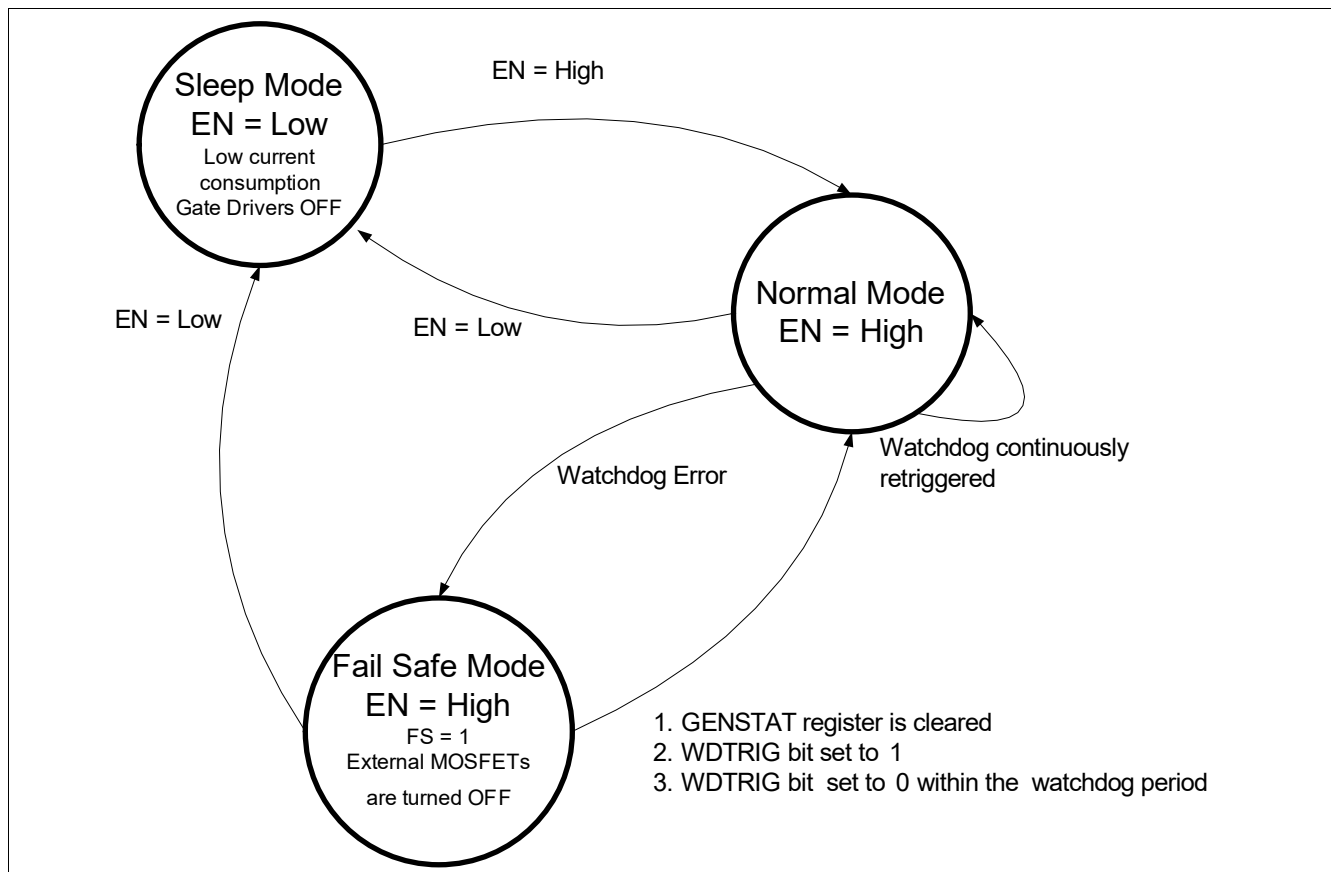 Sleep Mode
EN = Low
Low current
consumption
Gate Drivers OFF
EN = High
EN = Low
EN = Low
Normal Mode
EN = High
Watchdog continuously
retriggered
Watchdog Error
Fail Safe Mode
EN = High
FS = 1
External MOSFETs
are turned OFF
1. GENSTAT register is cleared
2. WDTRIG bit set to 1
3. WDTRIG bit set to 0 within the watchdog period